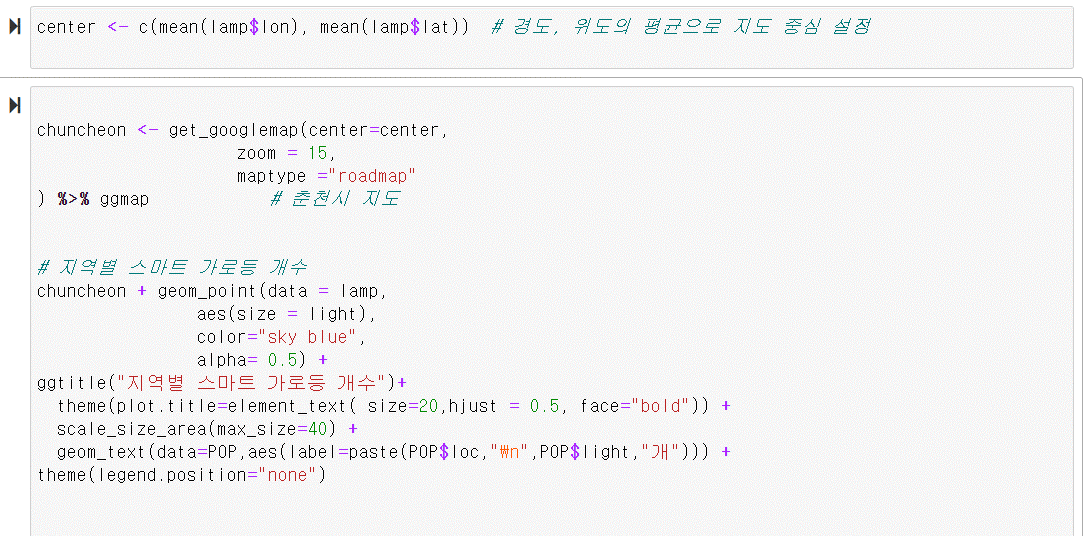 center <- c(mean(lamp$lon), mean(lamp$lat))  # 경도, 위도의 평균으로 지도 중심 설정
chuncheon <- get_googlemap(center=center,
zoom = 15,
maptype ="roadmap"
) %>% ggmap            # 춘천시 지도
# 지역별 스마트 가로등 개수
chuncheon + geom_point(data = lamp,
aes(size = light),
color="sky blue",
alpha= 0.5) +
ggtitle("지역별 스마트 가로등 개수")+
theme(plot.title=element_text( size=20,hjust = 0.5, face="bold")) +
scale_size_area(max_size=40) +
geom_text(data=POP,aes(label=paste(POP$loc,"₩n",POP$light,"개"))) +
theme(legend.position="none")